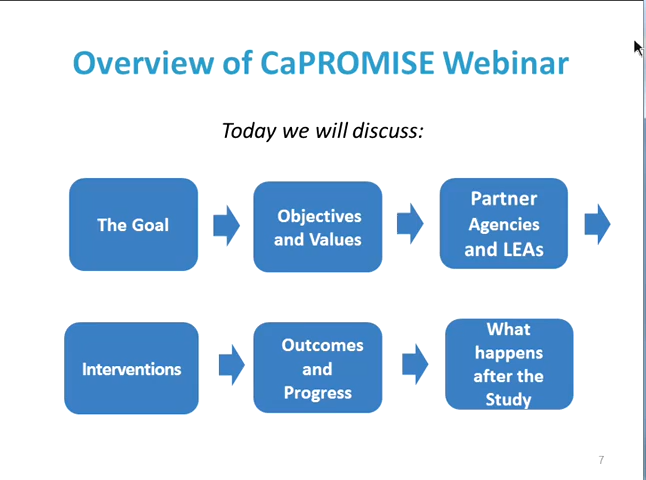 Overview of CaPROMISE Webinar
Today we will discuss:
The Goal
Objectives
and Values
Partner
Agencies
and LEAs
Interventions
Outcomes
and
Progress
What
happens
after the
Study
7